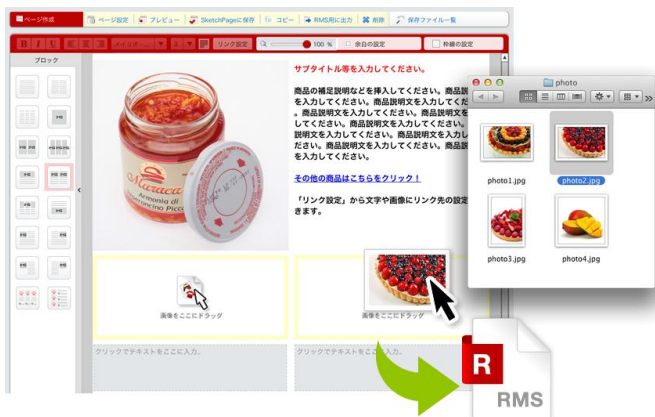 ページ作成
ページ設定
プレビュー
SketchPageに保存
コピー
RMS用に出力
削除
保存ファイル一覧
B I U
リンク設定
100 %
余白の設定
枠線の設定
ブロック
サブタイトル等を入力してください。
商品の補足説明などを挿入してください。商品説
を入力してください。商品説明文を入力してくだ
。商品説明文を入力してください。商品説明文を入力
してください。商品説明文を入力してください。
説明文を入力してください。商品説明文を入力し
ださい。商品説明文を入力してください。商品説
を入力してください。
その他の商品はこちらをクリック！
「リンク設定」から文字や画像にリンク先の設定
きます。
Maraca
Armonia di
Peperoncino Picc
photo
photo1.jpg
photo2.jpg
photo3.jpg
photo4.jpg
画像をここにドラッグ
画像をここにドラッグ
クリックでテキストをここに入力。
クリックでテキストをここに入力。
R
RMS